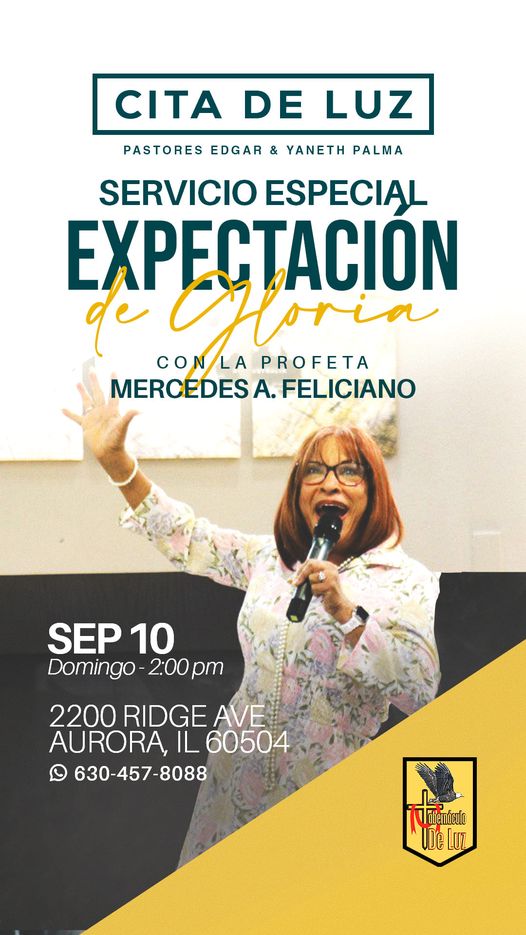 CITA DE LUZ
PASTORES EDGAR & YANETH PALMA
SERVICIO ESPECIAL
EXPECTACIÓN
de Gloria
CON LA PROFETA
MERCEDES A. FELICIANO
SEP 10
Domingo - 2:00 pm
2200 RIDGE AVE
AURORA, IL 60504
630-457-8088
Tabernáculo
De Luz